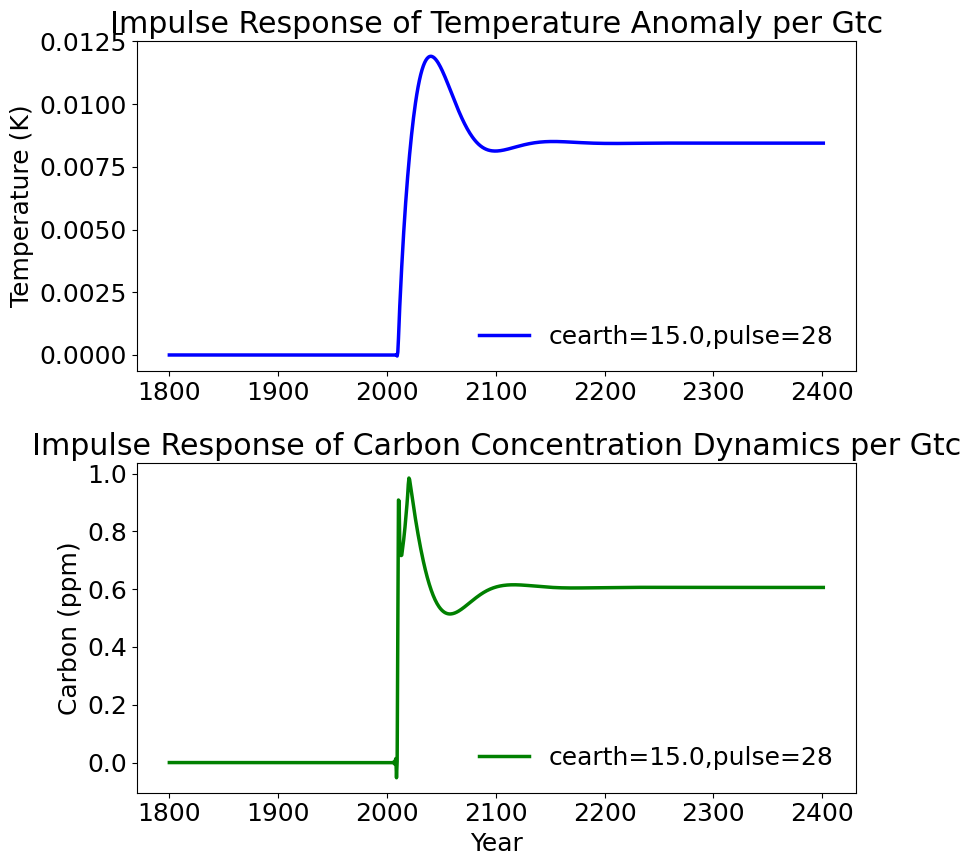 Impulse Response of Temperature Anomaly per Gtc
0.0125
0.0100
0.0075
0.0050
0.0025
0.0000
Temperature (K)
cearth=15.0,pulse=28
1800 1900 2000 2100 2200 2300 2400
Impulse Response of Carbon Concentration Dynamics per Gtc
1.0
0.8
0.6
0.4
0.2
0.0
Carbon (ppm)
cearth=15.0,pulse=28
1800 1900 2000 2100 2200 2300 2400
Year